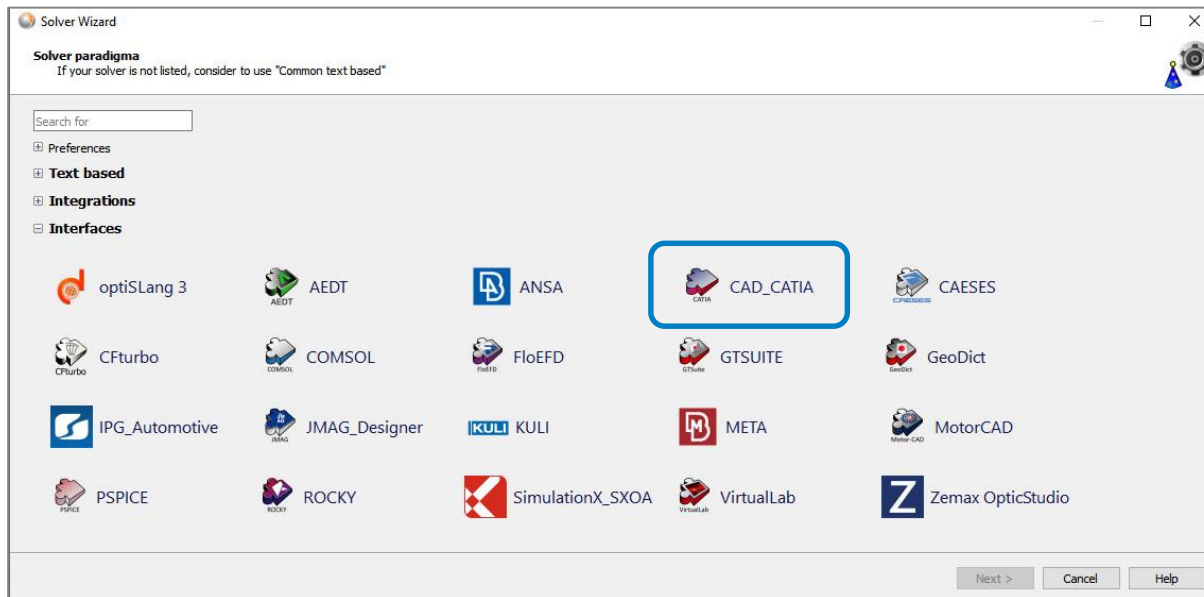 Solver Wizard
Solver paradigma
If your solver is not listed, consider to use "Common text based"
Search for
Preferences
Text based
Integrations
Interfaces
optiSLang 3
AEDT AEDT
ANSA
CATIA CAD_CATIA
CAESES CAESES
CFturbo CFturbo
COMSOL COMSOL
FloEFD FloEFD
GTSuite GTSUITE
GeoDict GeoDict
IPG_Automotive
JMAG JMAG_Designer
KULI KULI
META
Motor-CAD MotorCAD
PSPICE PSPICE
ROCKY ROCKY
SimulationX_SXOA
VirtualLab VirtualLab
Z Zemax OpticStudio
Next > Cancel Help